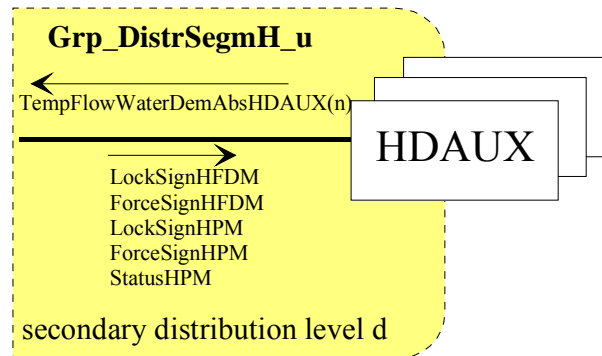 Grp_DistrSegmH_u
TempFlowWaterDemAbsHDAUX(n)
HDAUX
LockSignHFDM
ForceSignHFDM
LockSignHPM
ForceSignHPM
StatusHPM
secondary distribution level d